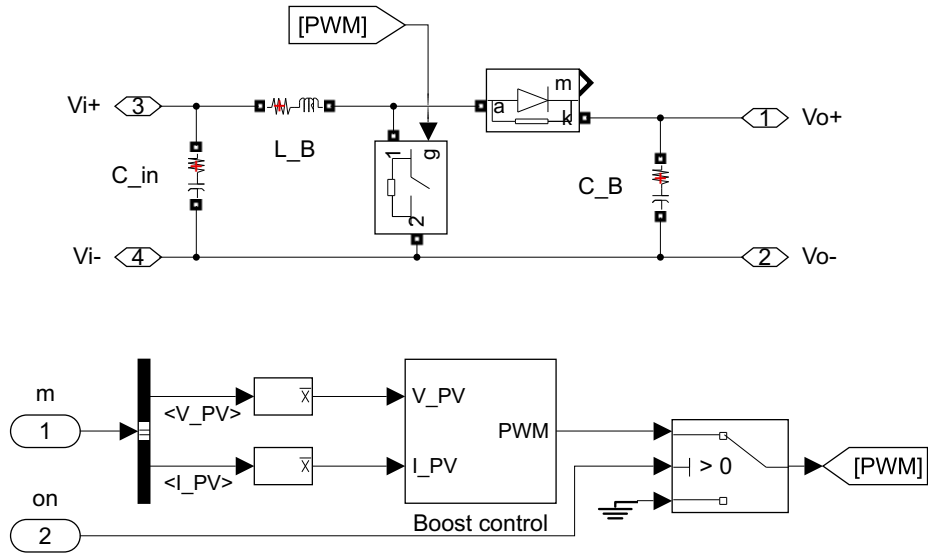 [PWM]
Vi+
3
L_B
a
m
k
1
Vo+
C_in
1
g
2
C_B
Vi-
4
2
Vo-
m
1
<V_PV>
x
V_PV
PWM
<I_PV>
x
I_PV
> 0
[PWM]
on
2
Boost control